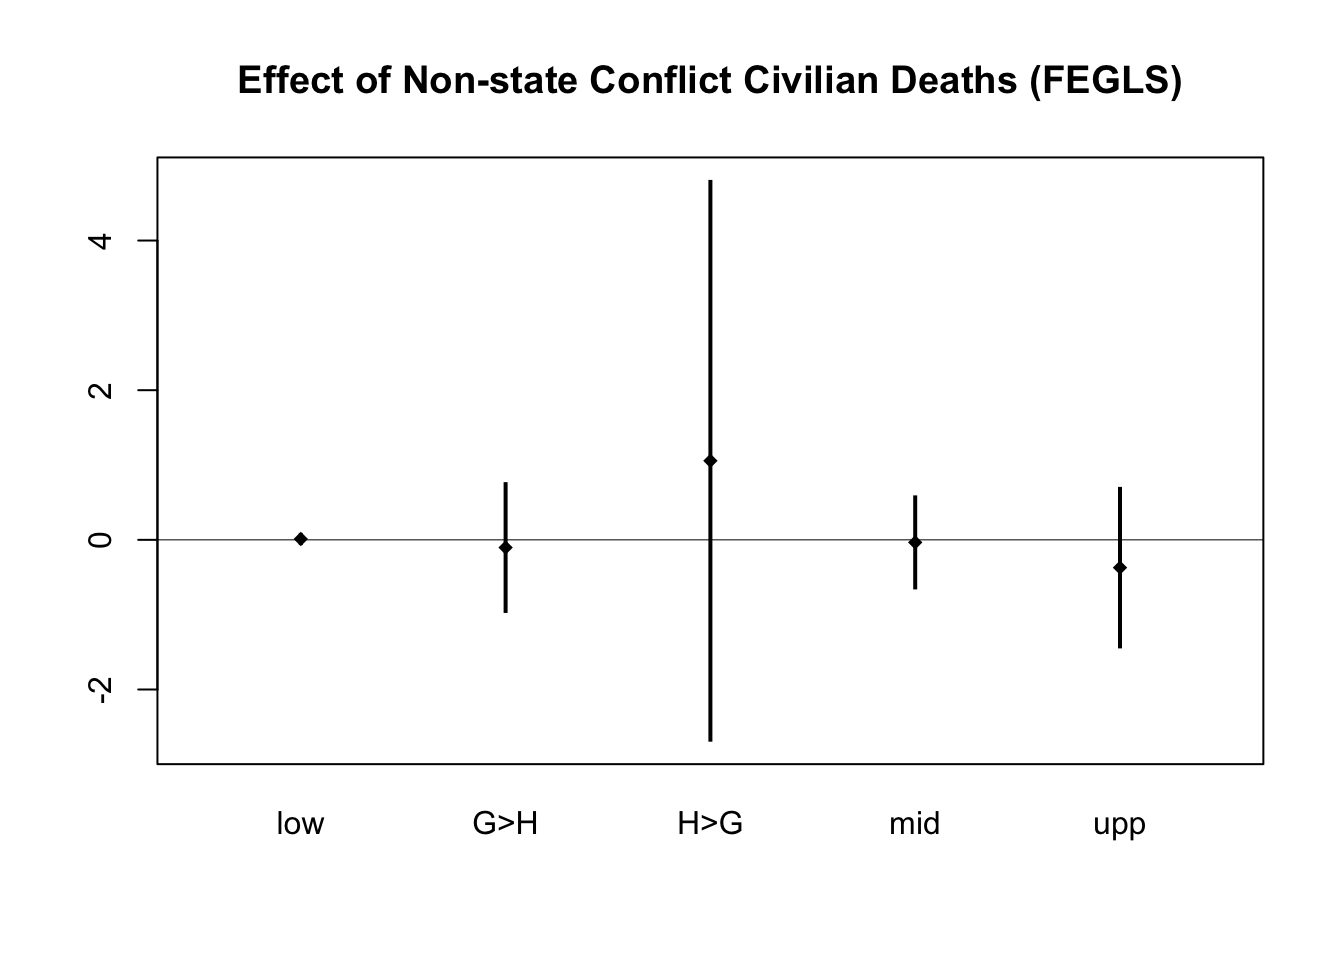 Effect of Non-state Conflict Civilian Deaths (FEGLS)
4
2
0
-2
low G>H H>G mid upp